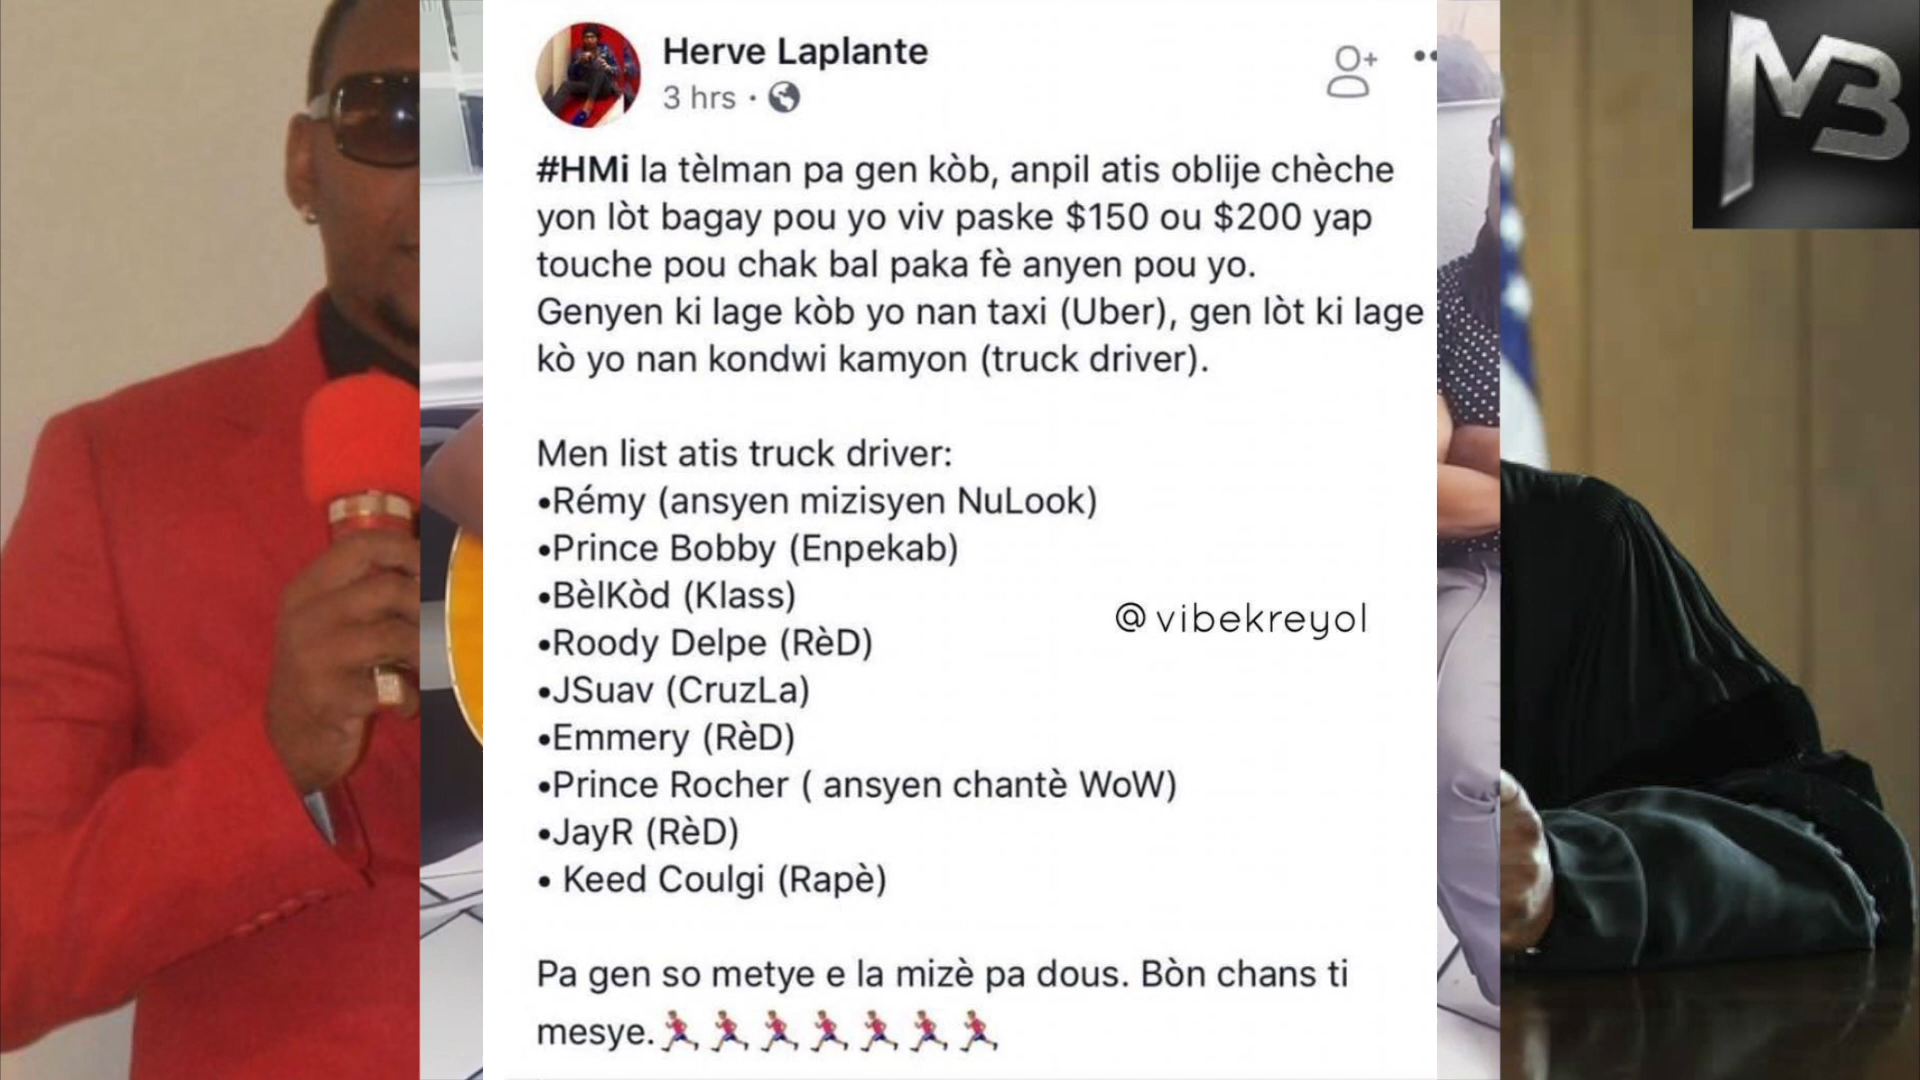 Herve Laplante
3 hrs ·
#HMi la tèlman pa gen kòb, anpil atis oblije chèche
yon lòt bagay pou yo viv paske $150 ou $200 yap
touche pou chak bal paka fè anyen pou yo.
Genyen ki lage kòb yo nan taxi (Uber), gen lòt ki lage
kò yo nan kondwi kamyon (truck driver).
Men list atis truck driver:
•Rémy (ansyen mizisyen NuLook)
•Prince Bobby (Enpekab)
•BèlKòd (Klass)
•Roody Delpe (RèD)
•JSuav (CruzLa)
•Emmery (RèD)
•Prince Rocher ( ansyen chantè WoW)
•JayR (RèD)
• Keed Coulgi (Rapè)
Pa gen so metye e la mizè pa dous. Bòn chans ti
mesye.🏃🏽🏃🏽🏃🏽🏃🏽🏃🏽🏃🏽🏃🏽
@vibekreyol
MB